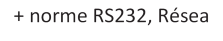 + norme RS232, Résea